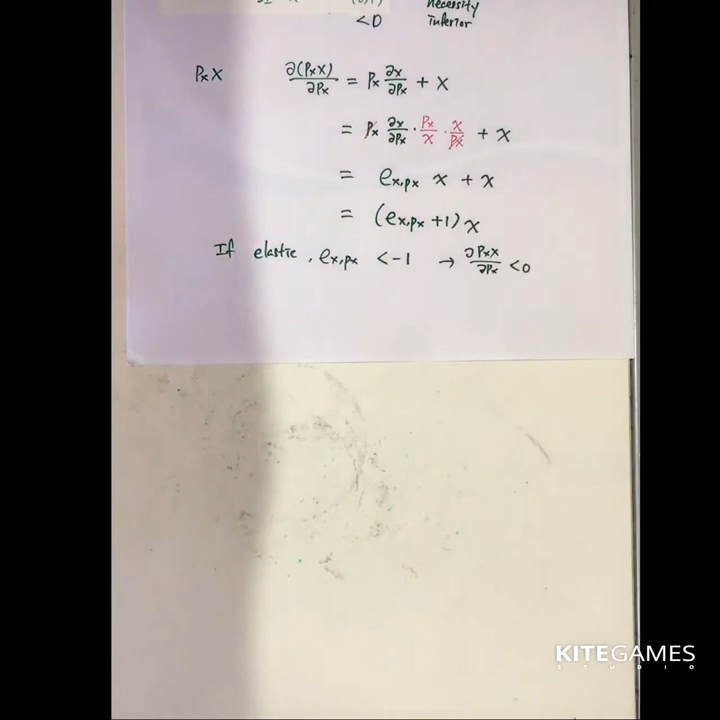 necessity
<0 inferior
PxX ∂(PxX)/∂Px = Px ∂x/∂Px + X
= Px ∂x/∂Px · Px/X · X/Px + X
= ex,px X + X
= (ex,px +1) X
If elastic, ex,px < -1 → ∂PxX/∂Px < 0
KITEGAMES
STUDIO